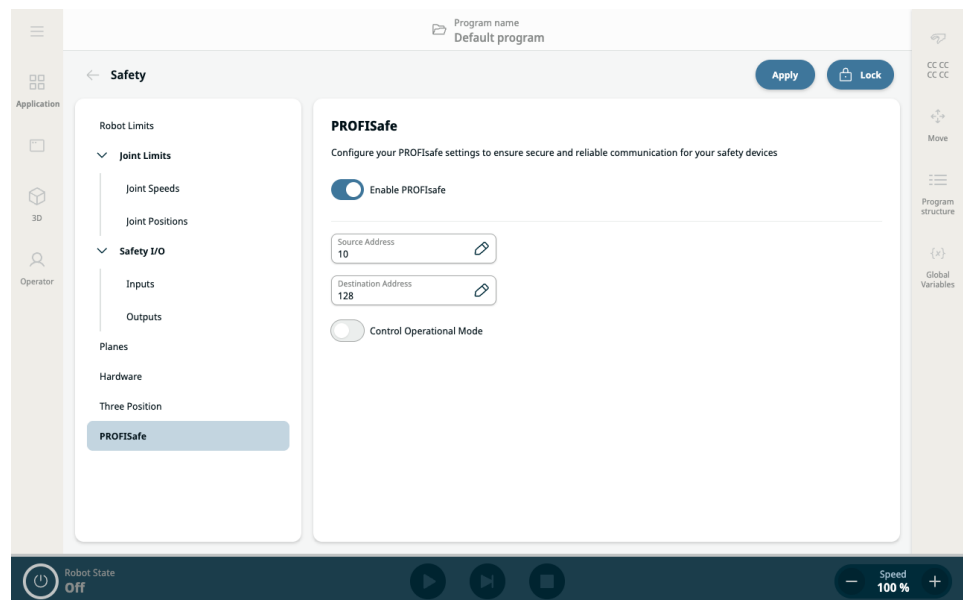 Program name
Default program
Safety
Apply
Lock
Application
3D
Operator
Robot Limits
Joint Limits
Joint Speeds
Joint Positions
Safety I/O
Inputs
Outputs
Planes
Hardware
Three Position
PROFISafe
PROFISafe
Configure your PROFIsafe settings to ensure secure and reliable communication for your safety devices
Enable PROFIsafe
Source Address
10
Destination Address
128
Control Operational Mode
CC CC
CC CC
Move
Program
structure
{x}
Global
Variables
Robot State
Off
Speed
100 %